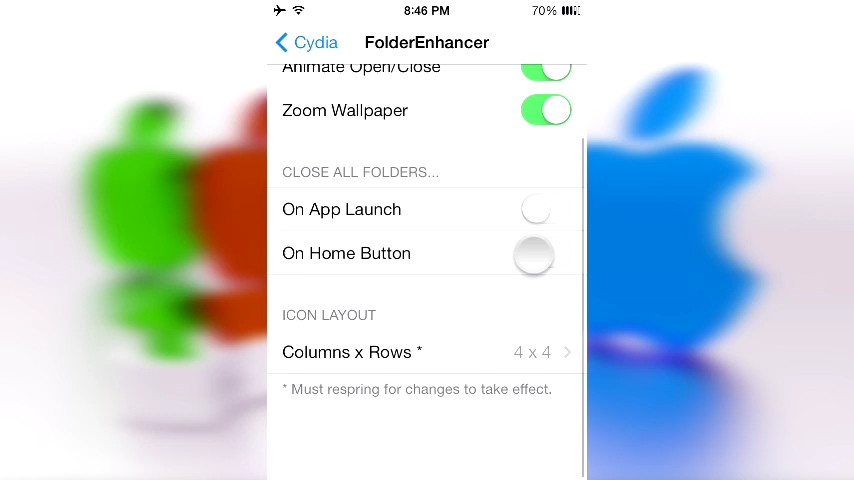 8:46 PM
70%
Cydia
FolderEnhancer
Animate Open/Close
Zoom Wallpaper
CLOSE ALL FOLDERS...
On App Launch
On Home Button
ICON LAYOUT
Columns x Rows *
4 x 4
* Must respring for changes to take effect.